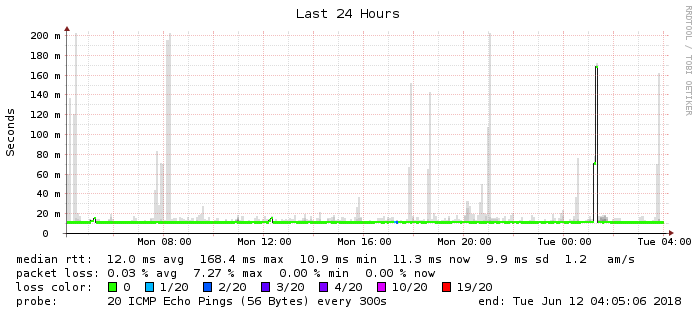 Last 24 Hours
RRDTOOL / TOBI OETIKER
Seconds
200 m
180 m
160 m
140 m
120 m
100 m
80 m
60 m
40 m
20 m
0
Mon 08:00 Mon 12:00 Mon 16:00 Mon 20:00 Tue 00:00 Tue 04:00
median rtt: 12.0 ms avg 168.4 ms max 10.9 ms min 11.3 ms now 9.9 ms sd 1.2 am/s
packet loss: 0.03 % avg 7.27 % max 0.00 % min 0.00 % now
loss color: 0 1/20 2/20 3/20 4/20 10/20 19/20
probe: 20 ICMP Echo Pings (56 Bytes) every 300s end: Tue Jun 12 04:05:06 2018